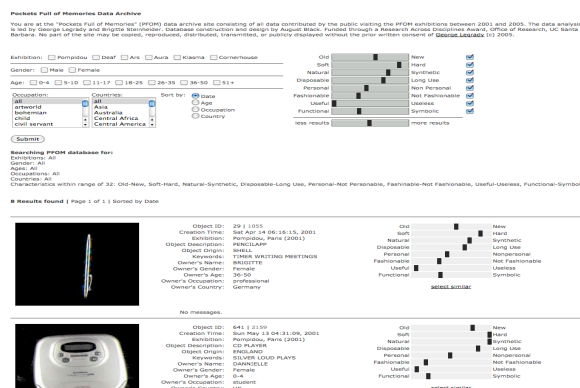 Pockets Full of Memories Data Archive
You are at the "Pockets Full of Memories" (PFOM) data archive site consisting of all data contributed by the public visiting the PFOM exhibitions between 2001 and 2005. The data analysis
is led by George Legrady and Brigitte Steinheider. Database construction and design by August Black. Funded through a Research Across Disciplines Award, Office of Research, UC Santa
Barbara. No part of the site may be copied, reproduced, distributed, transmitted, or publicly displayed without the prior written consent of George Legrady (c) 2005.
Exhibition: Pompidou Deaf Ars Aura Kiasma Cornerhouse
Gender: Male Female
Age: 0-4 5-10 11-17 18-25 26-35 36-50 51+
Occupation: Countries: Sort by: Date
all all Age
artworld Asia Occupation
bohemian Australia Country
child Central Africa
civil servant Central America
Old New
Soft Hard
Natural Synthetic
Disposable Long Use
Personal Non Personal
Fashionable Not Fashionable
Useful Useless
Functional Symbolic
less results more results
Submit
Searching PFOM database for:
Exhibitions: All
Gender: All
Ages: All
Occupations: All
Countries: All
Characteristics within range of 32: Old-New, Soft-Hard, Natural-Synthetic, Disposable-Long Use, Personal-Not Personable, Fashinable-Not Fashionable, Useful-Useless, Functional-Symbol
8 Results found | Page 1 of 1 | Sorted by Date
Object ID: 29 | 1055
Creation Time: Sat Apr 14 06:16:15, 2001
Exhibition: Pompidou, Paris (2001)
Object Description: PENCILAPP
Object Origin: SHELL
Keywords: TIMER WRITING MEETINGS
Owner's Name: BRIGITTE
Owner's Gender: Female
Owner's Age: 36-50
Owner's Occupation: professional
Owner's Country: Germany
Old New
Soft Hard
Natural Synthetic
Disposable Long Use
Personal Nonpersonal
Fashionable Not Fashionable
Useful Useless
Functional Symbolic
select similar
No messages.
Object ID: 641 | 2159
Creation Time: Sun May 13 04:31:09, 2001
Exhibition: Pompidou, Paris (2001)
Object Description: CD PLAYER
Object Origin: ENGLAND
Keywords: SILVER LOUD PLAYS
Owner's Name: DANNIELLE
Owner's Gender: Female
Owner's Age: 0-4
Owner's Occupation: student
Old New
Soft Hard
Natural Synthetic
Disposable Long Use
Personal Nonpersonal
Fashionable Not Fashionable
Useful Useless
Functional Symbolic